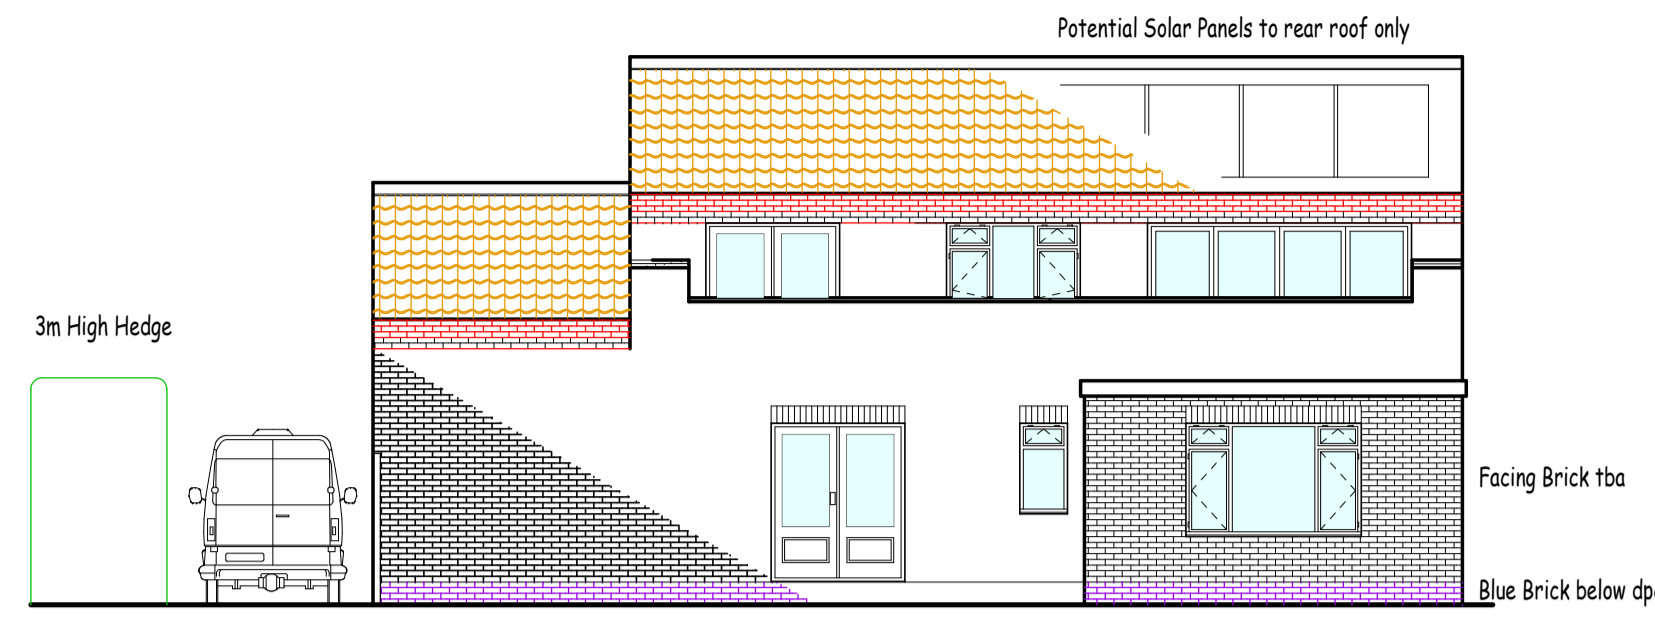 Potential Solar Panels to rear roof only
3m High Hedge
Facing Brick tba
Blue Brick below